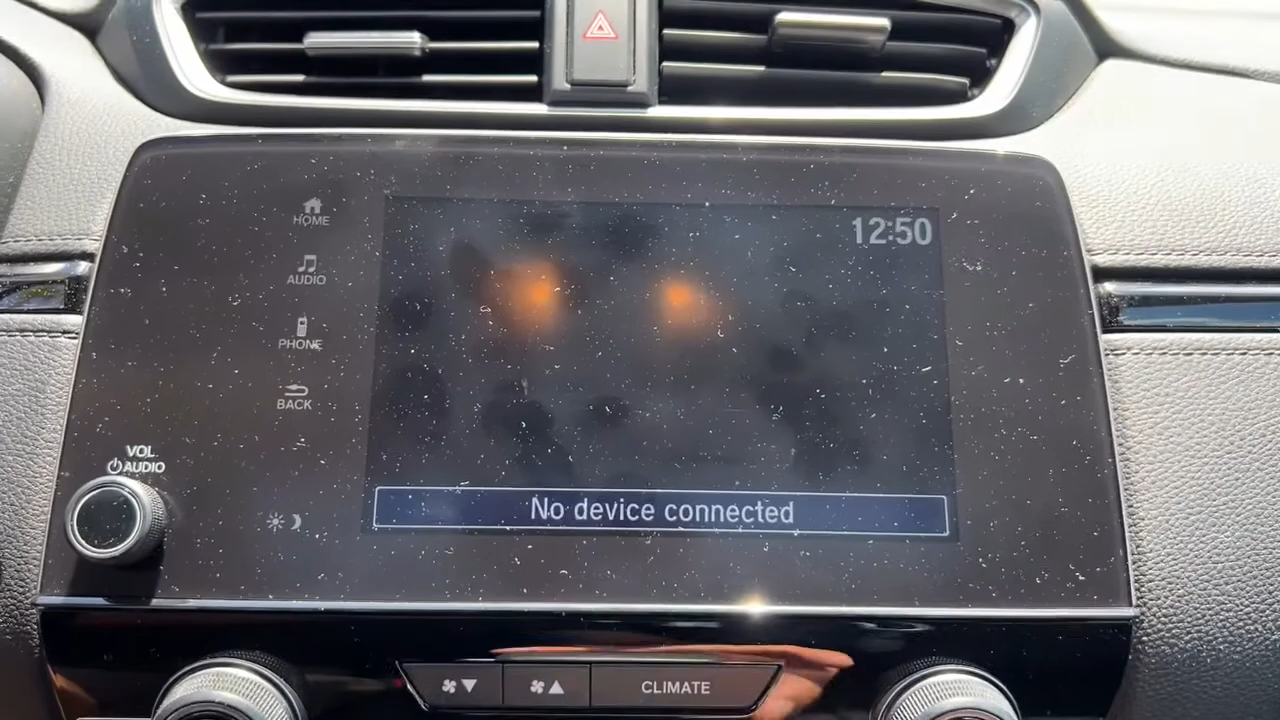 12:50
HOME
AUDIO
PHONE
BACK
VOL
AUDIO
No device connected
CLIMATE